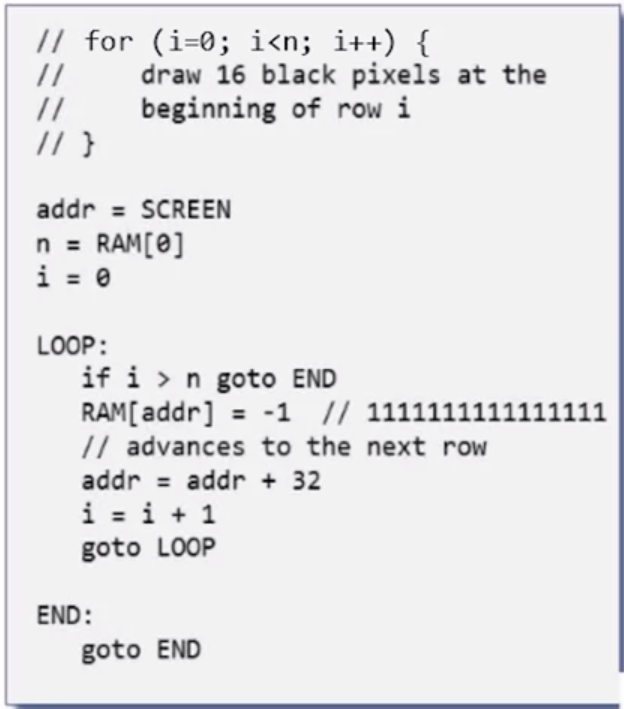 // for (i=0; i<n; i++) {
//     draw 16 black pixels at the
//     beginning of row i
// }
addr = SCREEN
n = RAM[0]
i = 0
LOOP:
if i > n goto END
RAM[addr] = -1  // 1111111111111111
// advances to the next row
addr = addr + 32
i = i + 1
goto LOOP
END:
goto END